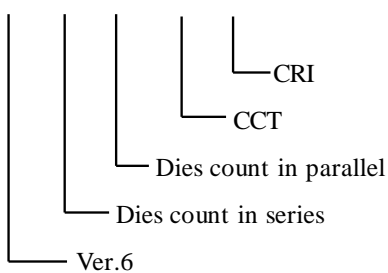 CRI
CCT
Dies count in parallel
Dies count in series
Ver.6